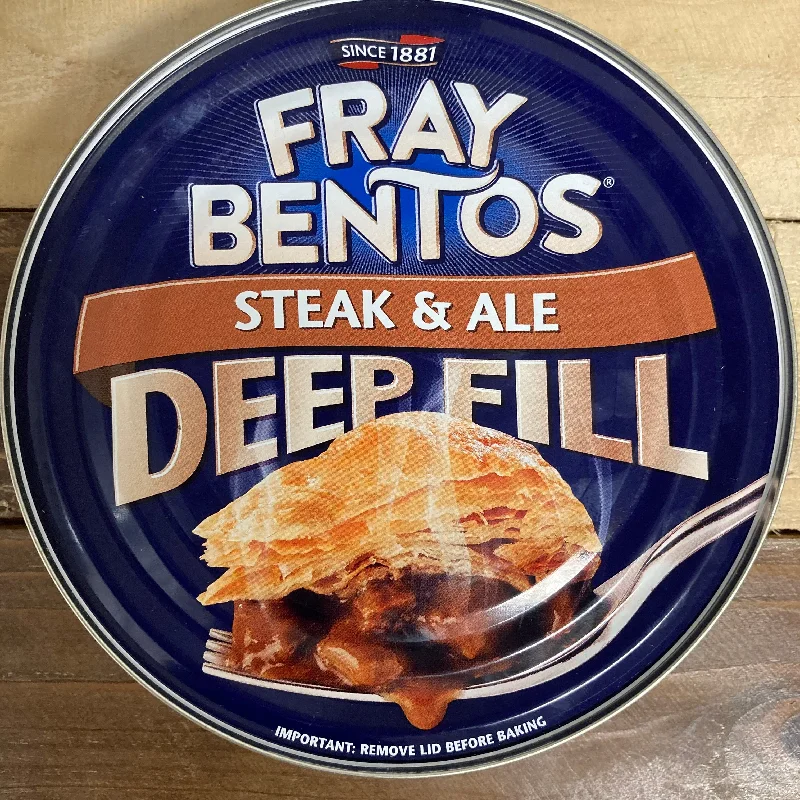 SINCE 1881
FRAY
BENTOS®
STEAK & ALE
DEEP FILL
IMPORTANT: REMOVE LID BEFORE BAKING